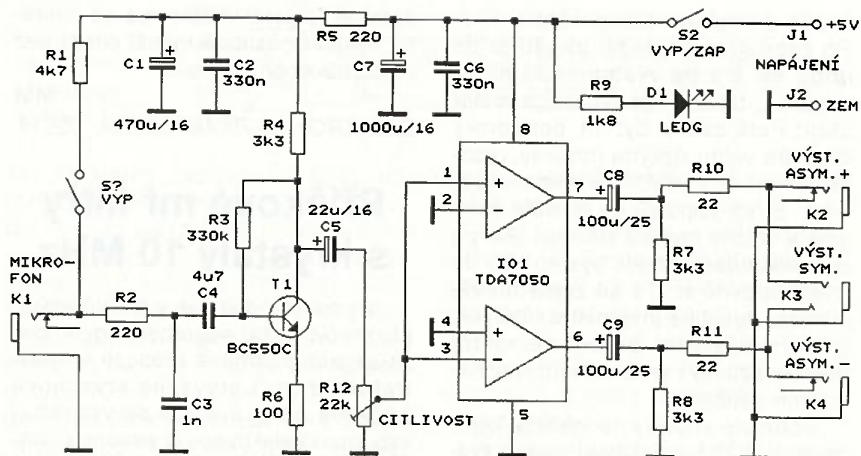 R1
4k7
C1
470u/16
C2
330n
R5 220
C7
1000u/16
C6
330n
S2
VYP/ZAP
+5V
J1
NAPÁJENÍ
J2
ZEM
R9
1k8
D1
LEDG
R4
3k3
S?
VYP
R3
330k
22u/16
C5
MIKRO-
FON
K1
R2
220
4u7
C4
T1
BC550C
C3
1n
R6
100
R12
22k
CITLIVOST
8
1
+
2
-
7
IO1
TDA7050
4
+
3
-
6
5
C8
100u/25
C9
100u/25
R10
22
R7
3k3
R11
22
R8
3k3
VÝST.
ASYM.+
K2
VÝST.
SYM.
K3
VÝST.
ASYM.-
K4